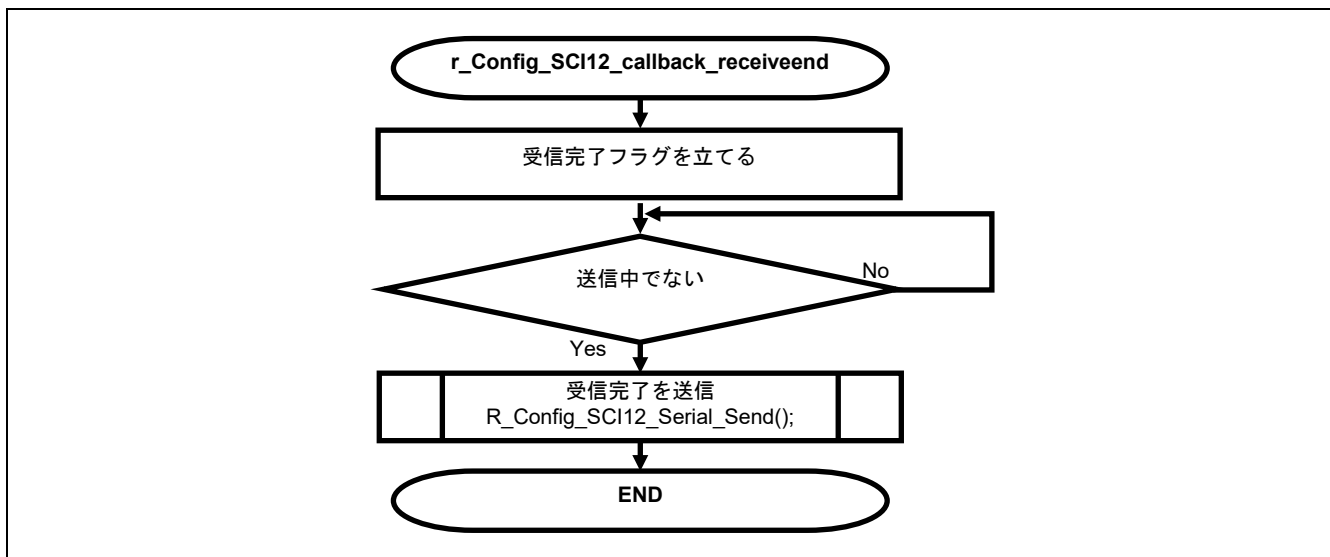 r_Config_SCI12_callback_receiveend
受信完了フラグを立てる
送信中でない
No
Yes
受信完了を送信
R_Config_SCI12_Serial_Send();
END